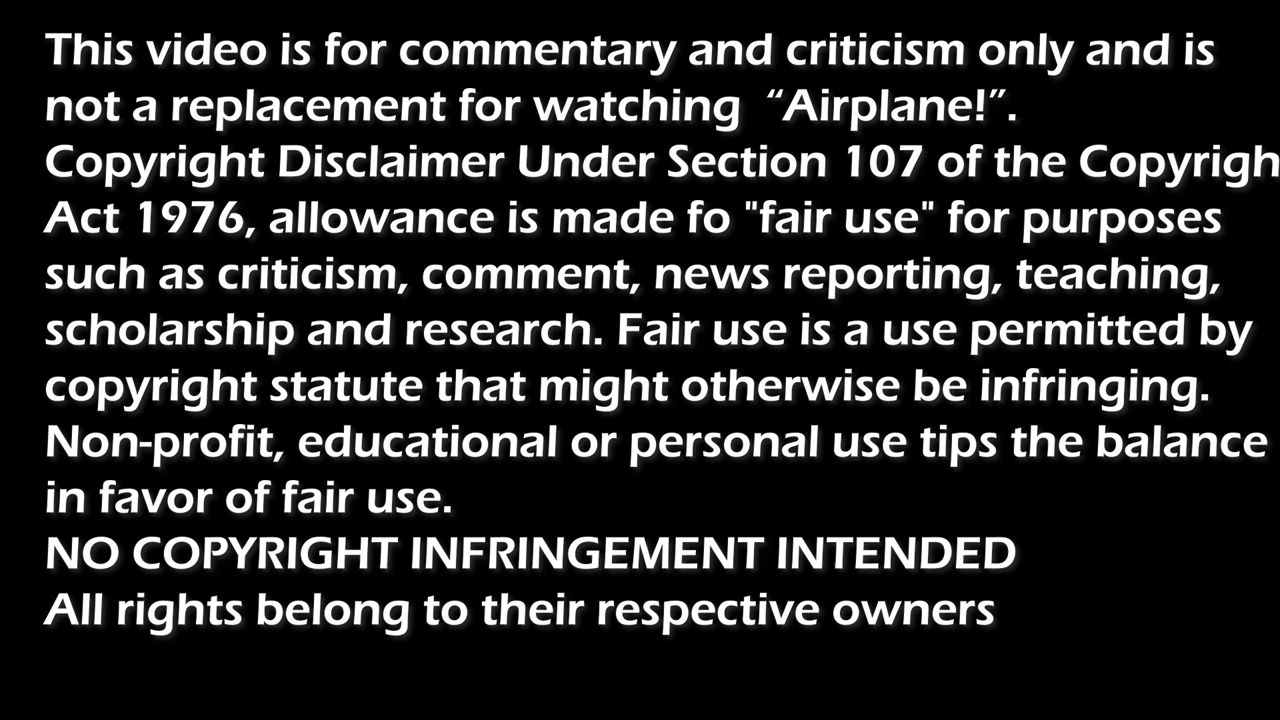 This video is for commentary and criticism only and is
not a replacement for watching “Airplane!”.
Copyright Disclaimer Under Section 107 of the Copyrigh
Act 1976, allowance is made fo "fair use" for purposes
such as criticism, comment, news reporting, teaching,
scholarship and research. Fair use is a use permitted by
copyright statute that might otherwise be infringing.
Non-profit, educational or personal use tips the balance
in favor of fair use.
NO COPYRIGHT INFRINGEMENT INTENDED
All rights belong to their respective owners